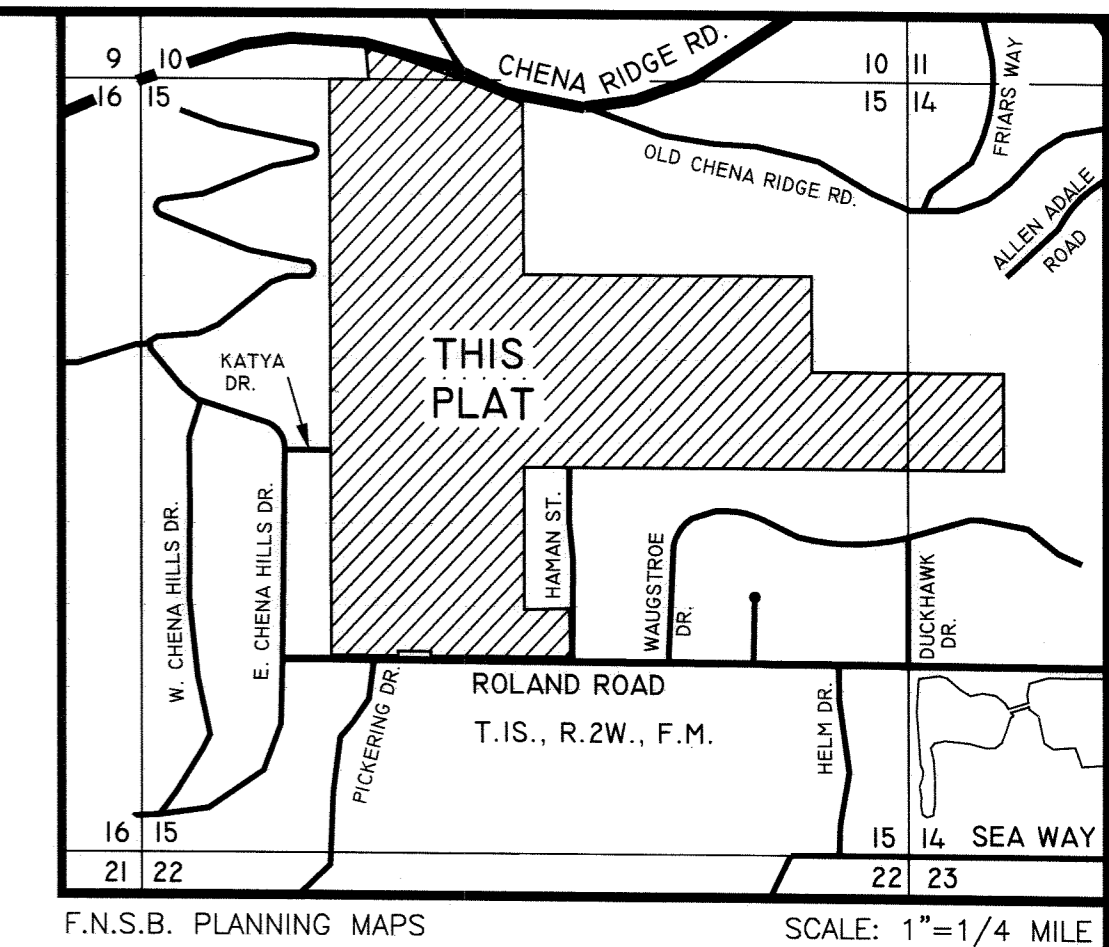 9 10
16 15
CHENA RIDGE RD.
10 11
15 14
FRIARS WAY
OLD CHENA RIDGE RD.
ALLEN ADALE
ROAD
KATYA
DR.
THIS
PLAT
W. CHENA HILLS DR.
E. CHENA HILLS DR.
HAMAN ST.
WAUGSTROE
DR.
DUCKHAWK
DR.
PICKERING DR.
ROLAND ROAD
T.1S., R.2W., F.M.
HELM DR.
16 15
21 22
15 14
22 23
SEA WAY
F.N.S.B. PLANNING MAPS
SCALE: 1"=1/4 MILE